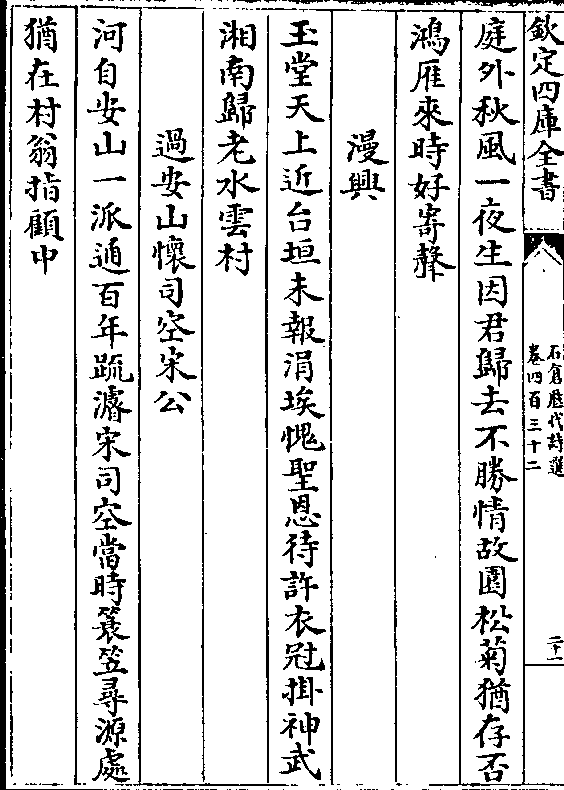 欽定四庫全書
石倉歷代詩選
卷四百三十二
二十一
庭外秋風一夜生因君歸去不勝情故園松菊猶存否
鴻雁來時好寄聲
漫興
玉堂天上近台垣未報涓埃愧聖恩待許衣冠掛神武
湘南歸老水雲村
過安山懷司空宋公
河自安山一派通百年疏濬宋司空當時簑笠尋源處
猶在村翁指顧中